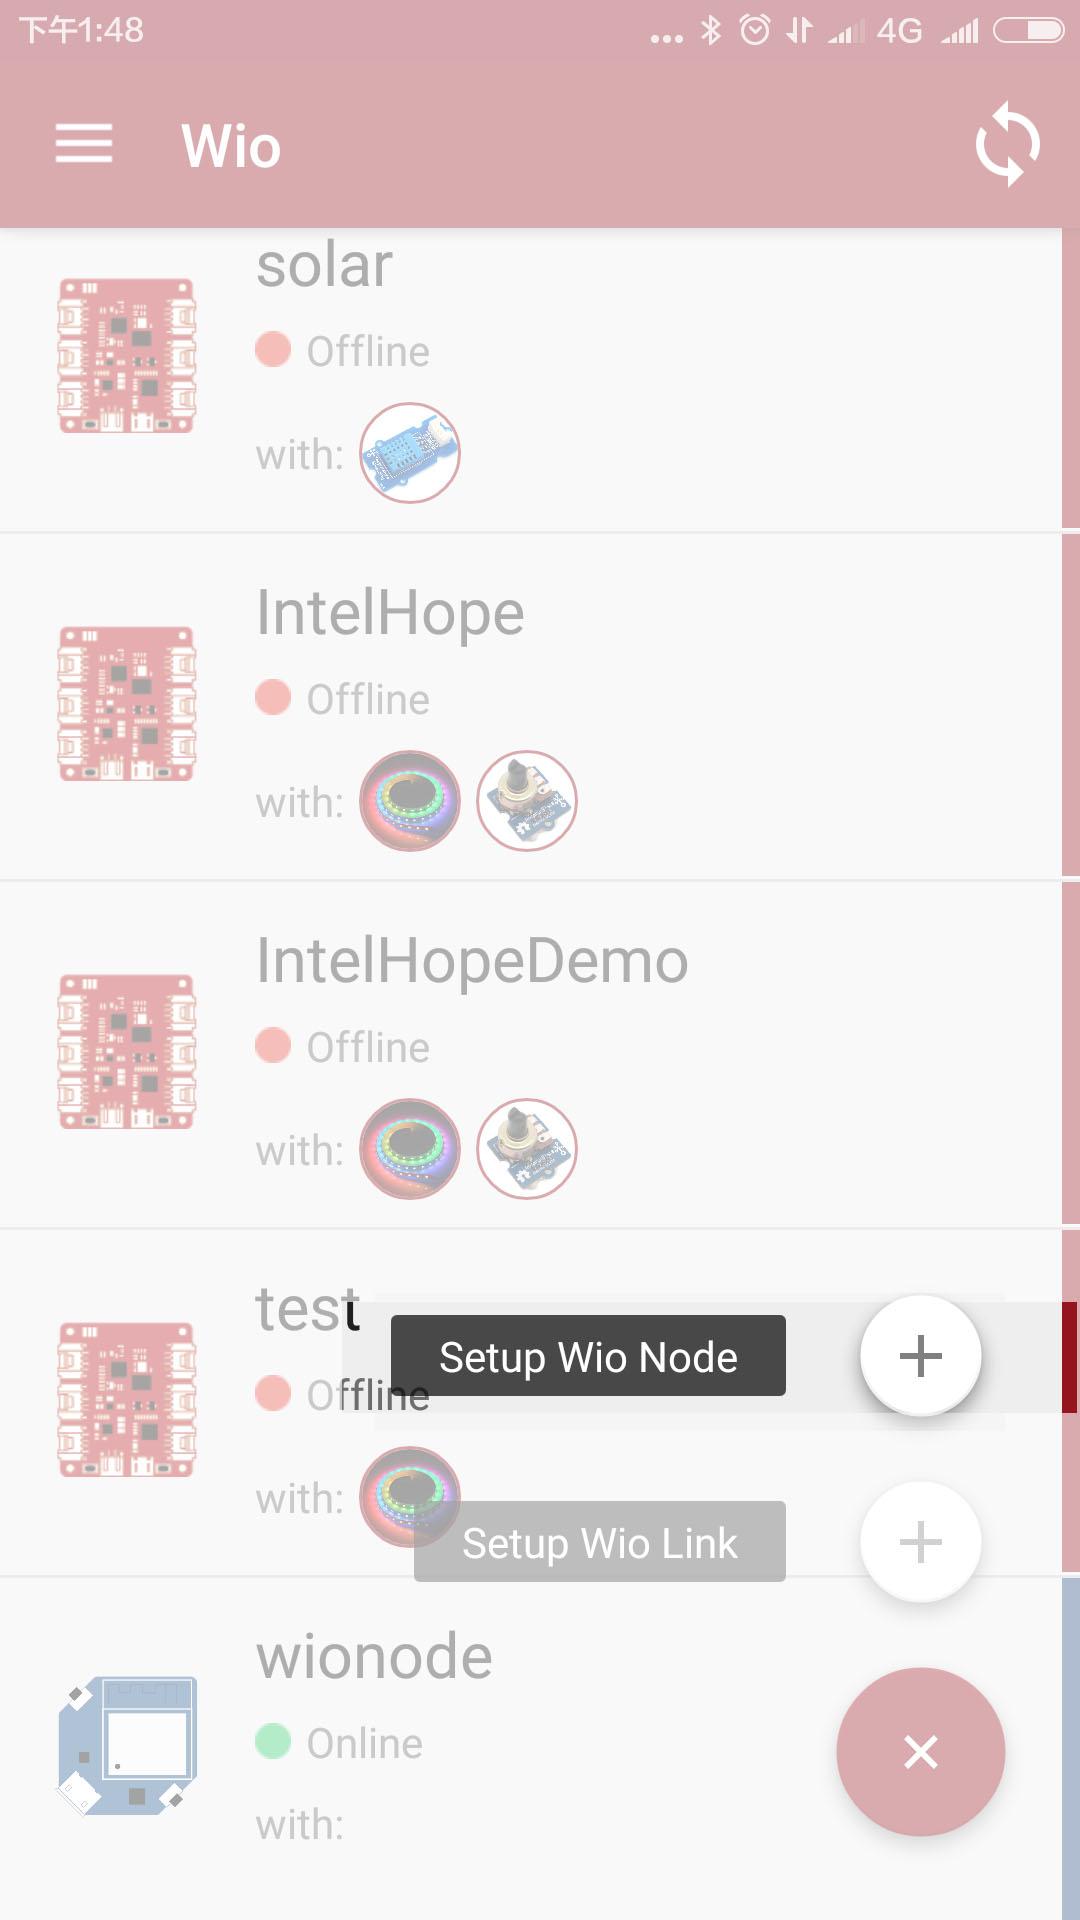 下午1:48
4G
Wio
solar
Offline
with:
IntelHope
Offline
with:
IntelHopeDemo
Offline
with:
test
Setup Wio Node
Offline
with:
Setup Wio Link
wionode
Online
with: